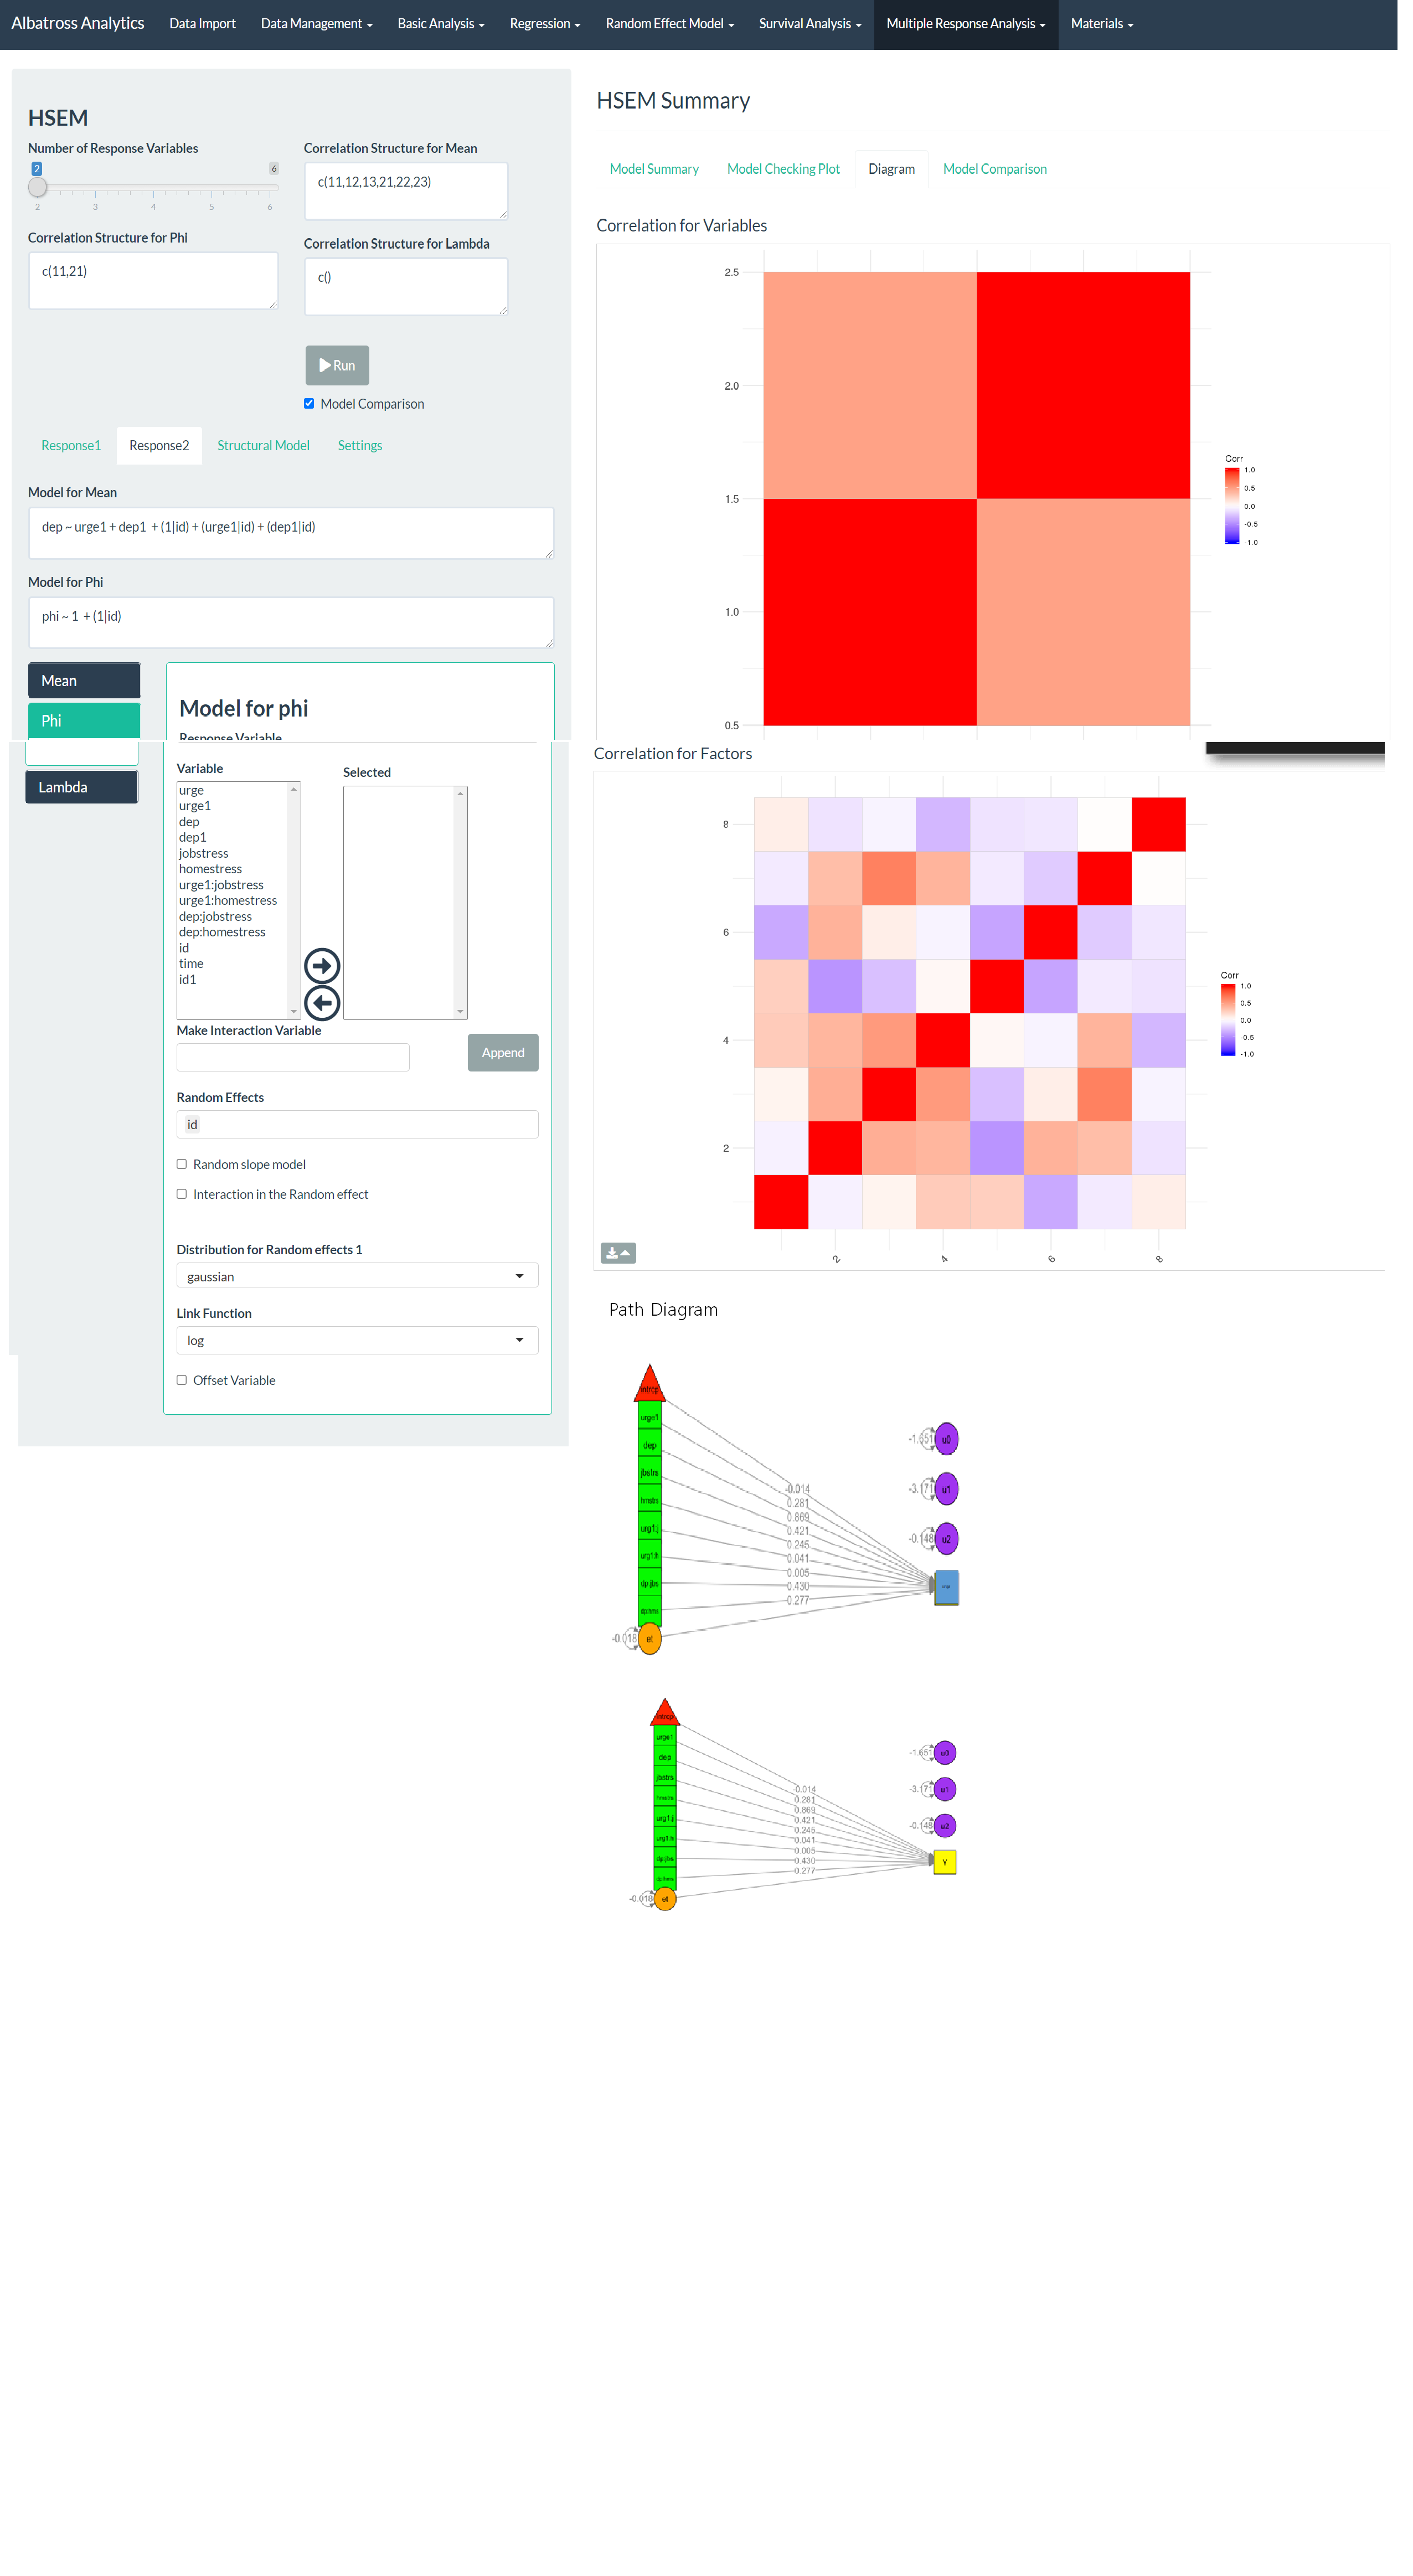 Albatross Analytics Data Import Data Management Basic Analysis Regression Random Effect Model Survival Analysis Multiple Response Analysis Materials
HSEM
Number of Response Variables
2 6
2 3 4 5 6
Correlation Structure for Mean
c(11,12,13,21,22,23)
Correlation Structure for Phi
c(11,21)
Correlation Structure for Lambda
c()
Run
Model Comparison
Response1 Response2 Structural Model Settings
Model for Mean
dep ~ urge1 + dep1 + (1|id) + (urge1|id) + (dep1|id)
Model for Phi
phi ~ 1 + (1|id)
Mean
Phi
Lambda
Model for phi
Response Variable
Variable
urge
urge1
dep
dep1
jobstress
homestress
urge1:jobstress
urge1:homestress
dep:jobstress
dep:homestress
id
time
id1
Selected
Make Interaction Variable
Append
Random Effects
id
Random slope model
Interaction in the Random effect
Distribution for Random effects 1
gaussian
Link Function
log
Offset Variable
HSEM Summary
Model Summary Model Checking Plot Diagram Model Comparison
Correlation for Variables
2.5
2.0
1.5
1.0
0.5
Corr
1.0
0.5
0.0
-0.5
-1.0
Correlation for Factors
8
6
4
2
2 4 6 8
Corr
1.0
0.5
0.0
-0.5
-1.0
Path Diagram
intrcp
urge1
dep
jbstrs
hmstrs
urg1:j
urg1:h
dp:jbs
dp:hms
et
-0.018
-0.014
0.281
0.869
0.421
0.245
0.041
0.005
0.430
0.277
-1.651 u0
-3.171 u1
-0.148 u2
intrcp
urge1
dep
jbstrs
hmstrs
urg1:j
urg1:h
dp:jbs
dp:hms
et
-0.018
-0.014
0.281
0.869
0.421
0.245
0.041
0.005
0.430
0.277
-1.651 u0
-3.171 u1
-0.148 u2
Y